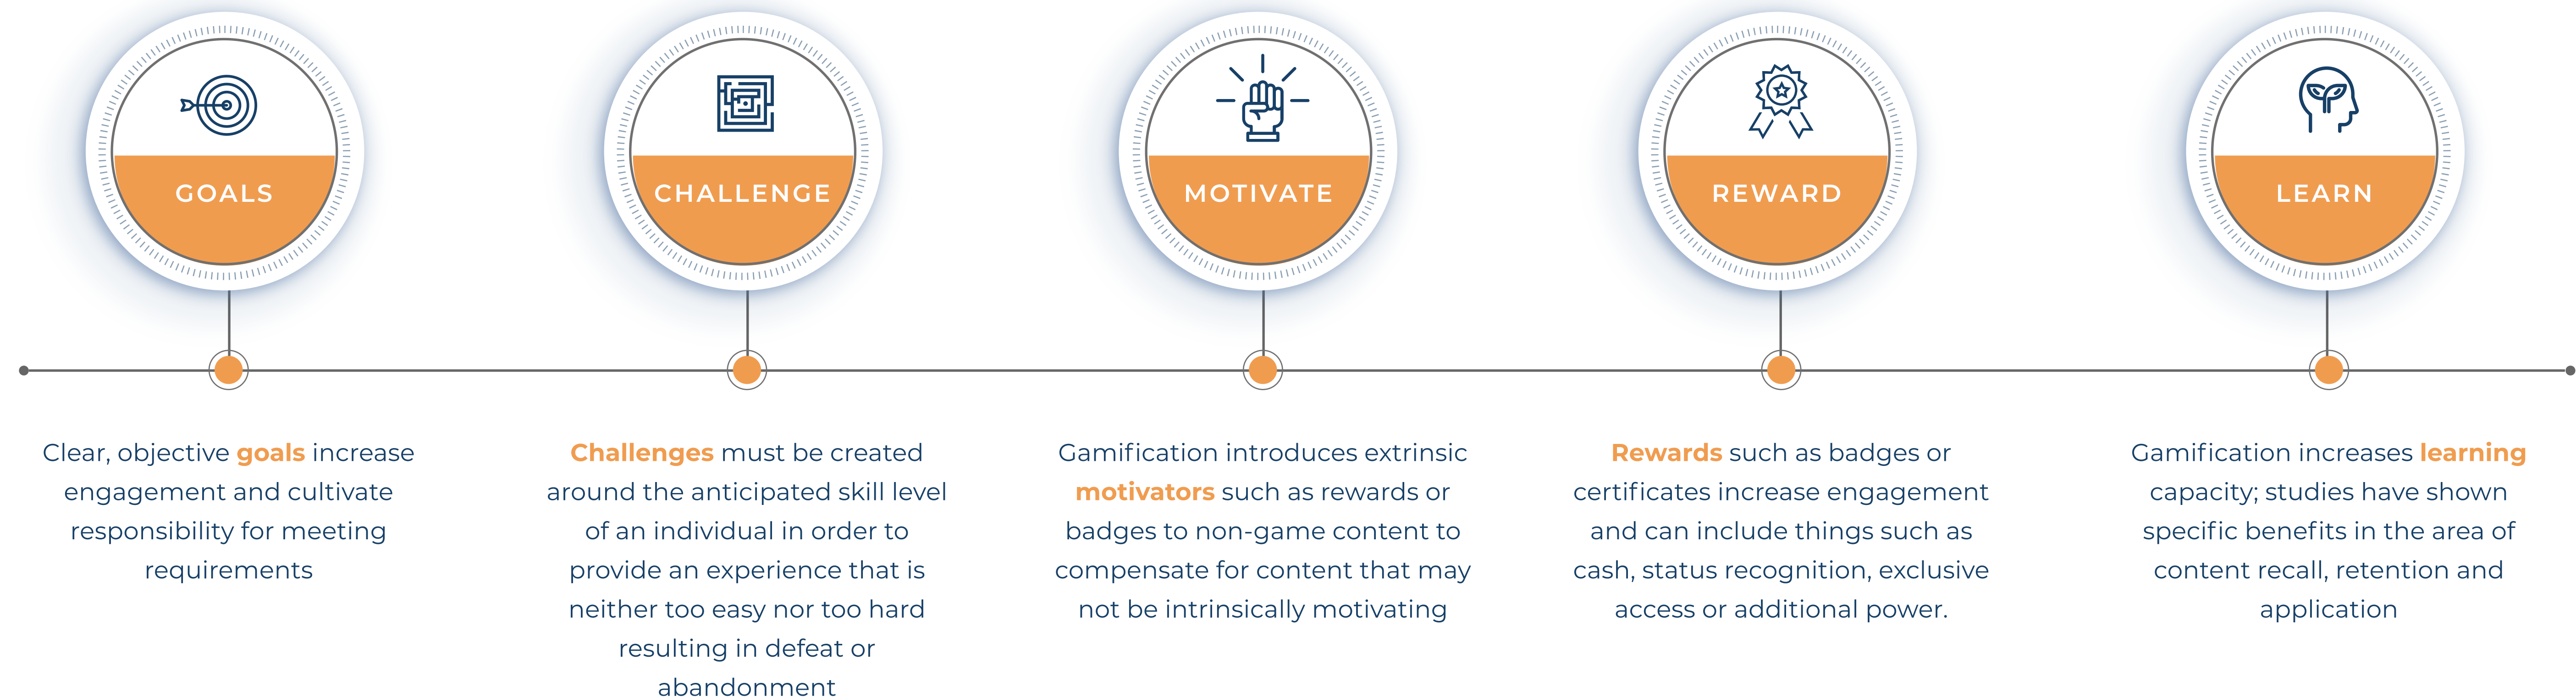 GOALS
Clear, objective goals increase
engagement and cultivate
responsibility for meeting
requirements
CHALLENGE
Challenges must be created
around the anticipated skill level
of an individual in order to
provide an experience that is
neither too easy nor too hard
resulting in defeat or
abandonment
MOTIVATE
Gamification introduces extrinsic
motivators such as rewards or
badges to non-game content to
compensate for content that may
not be intrinsically motivating
REWARD
Rewards such as badges or
certificates increase engagement
and can include things such as
cash, status recognition, exclusive
access or additional power.
LEARN
Gamification increases learning
capacity; studies have shown
specific benefits in the area of
content recall, retention and
application